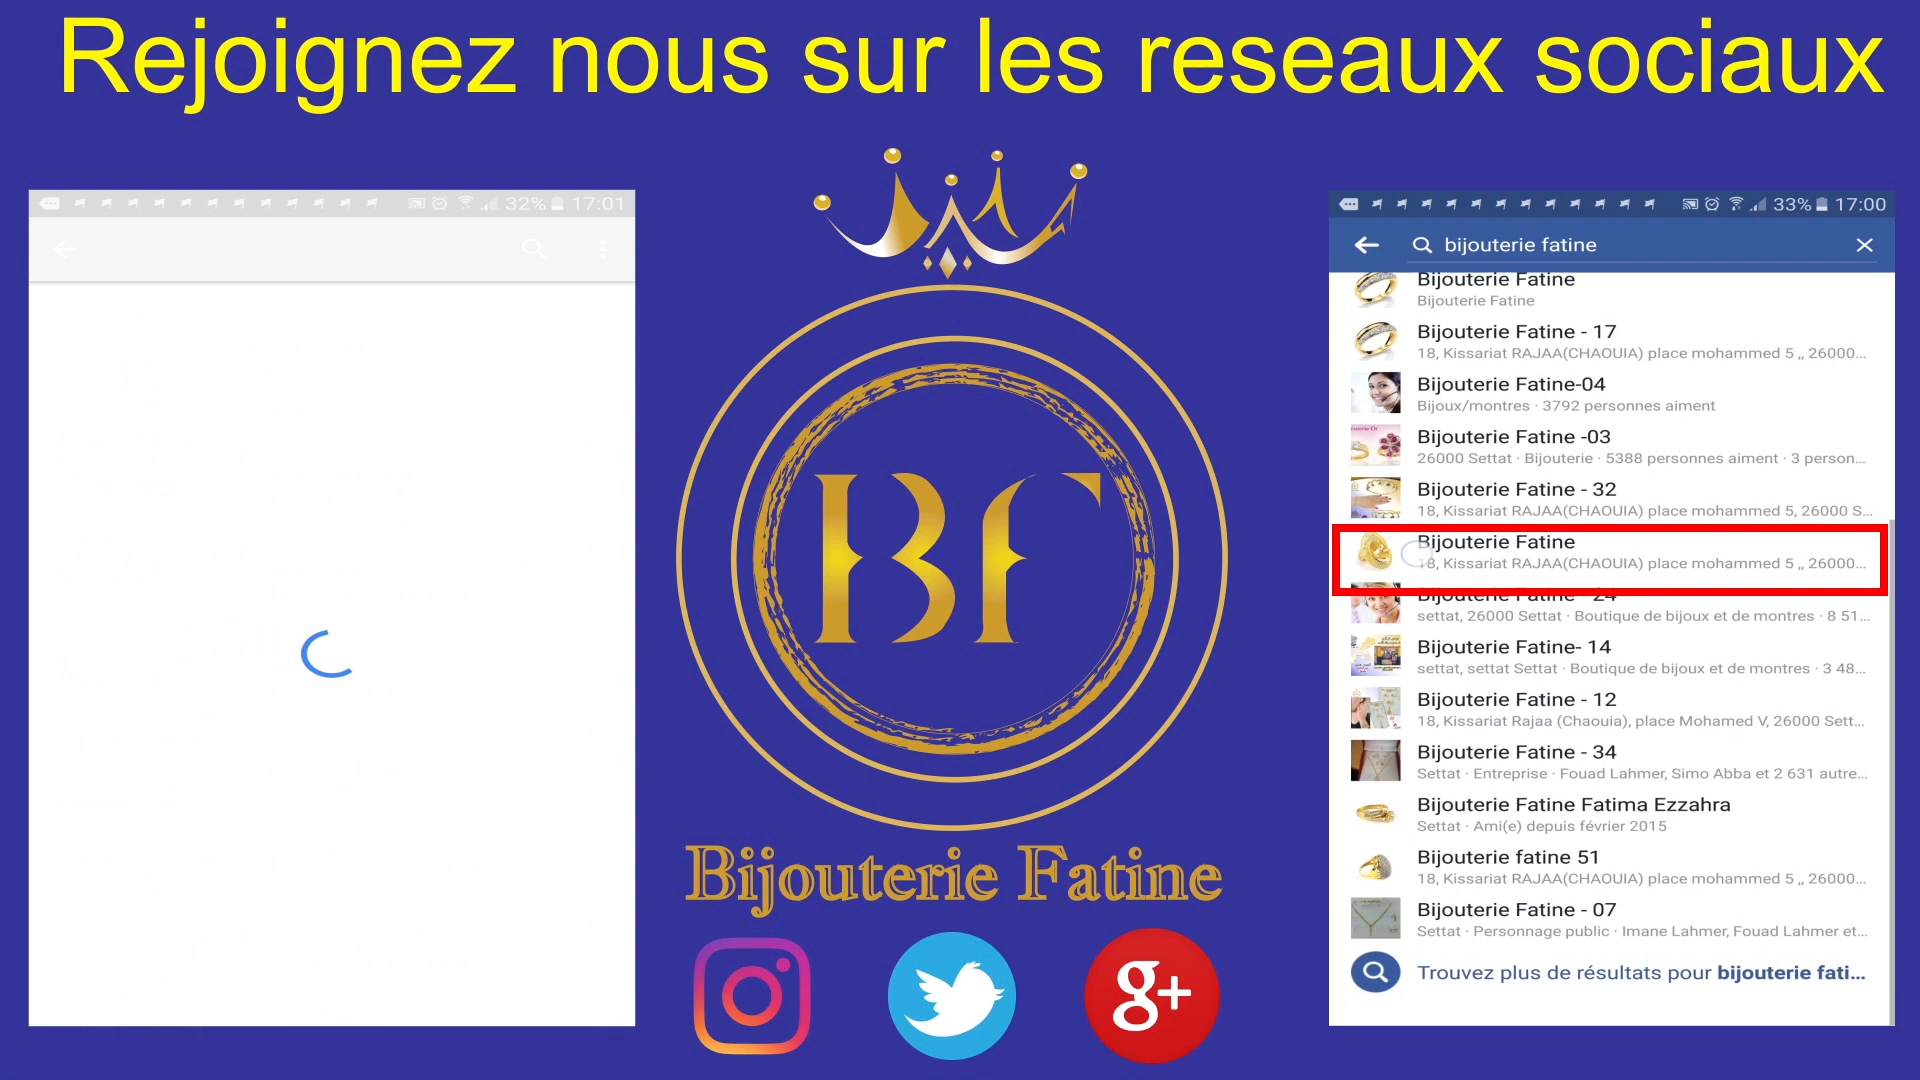 Rejoignez nous sur les reseaux sociaux
32% 17:01
BF
Bijouterie Fatine
g+
33% 17:00
bijouterie fatine
Bijouterie Fatine
Bijouterie Fatine
Bijouterie Fatine - 17
18, Kissariat RAJAA(CHAOUIA) place mohammed 5 ,, 26000...
Bijouterie Fatine-04
Bijoux/montres · 3792 personnes aiment
Bijouterie Fatine -03
26000 Settat · Bijouterie · 5388 personnes aiment · 3 person...
Bijouterie Fatine - 32
18, Kissariat RAJAA(CHAOUIA) place mohammed 5, 26000 S...
Bijouterie Fatine
18, Kissariat RAJAA(CHAOUIA) place mohammed 5 ,, 26000...
Bijouterie Fatine - 24
settat, 26000 Settat · Boutique de bijoux et de montres · 8 51...
Bijouterie Fatine- 14
settat, settat Settat · Boutique de bijoux et de montres · 3 48...
Bijouterie Fatine - 12
18, Kissariat Rajaa (Chaouia), place Mohamed V, 26000 Sett...
Bijouterie Fatine - 34
Settat · Entreprise · Fouad Lahmer, Simo Abba et 2 631 autre...
Bijouterie Fatine Fatima Ezzahra
Settat · Ami(e) depuis février 2015
Bijouterie fatine 51
18, Kissariat RAJAA(CHAOUIA) place mohammed 5 ,, 26000...
Bijouterie Fatine - 07
Settat · Personnage public · Imane Lahmer, Fouad Lahmer et...
Trouvez plus de résultats pour bijouterie fati...